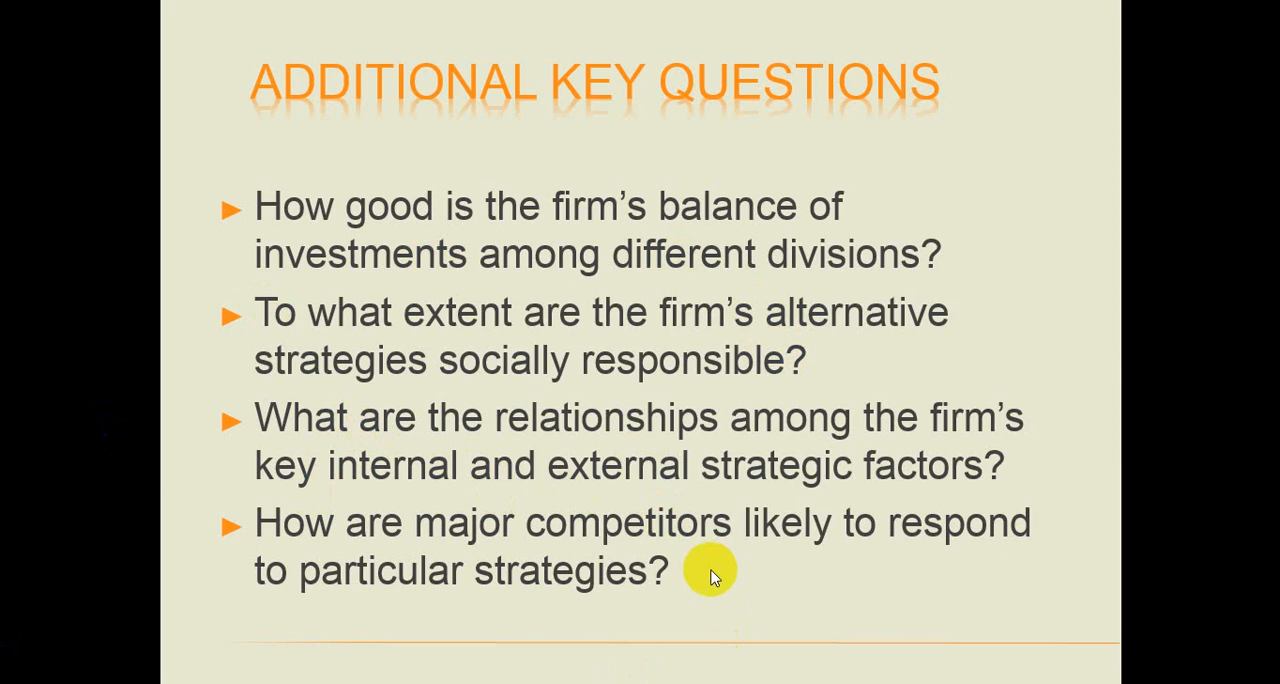 ADDITIONAL KEY QUESTIONS
How good is the firm’s balance of
investments among different divisions?
To what extent are the firm’s alternative
strategies socially responsible?
What are the relationships among the firm’s
key internal and external strategic factors?
How are major competitors likely to respond
to particular strategies?